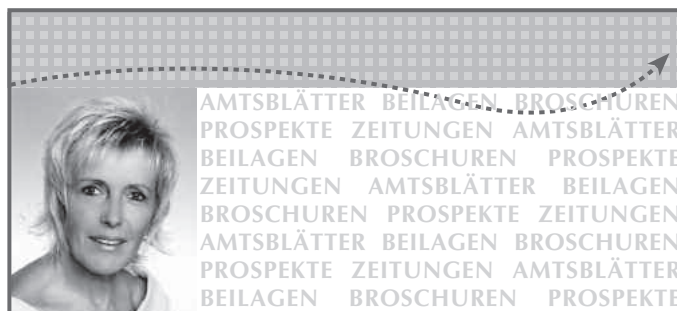 AMTSBLÄTTER BEILAGEN BROSCHUREN
PROSPEKTE ZEITUNGEN AMTSBLÄTTER
BEILAGEN BROSCHUREN PROSPEKTE
ZEITUNGEN AMTSBLÄTTER BEILAGEN
BROSCHUREN PROSPEKTE ZEITUNGEN
AMTSBLÄTTER BEILAGEN BROSCHUREN
PROSPEKTE ZEITUNGEN AMTSBLÄTTER
BEILAGEN BROSCHUREN PROSPEKTE